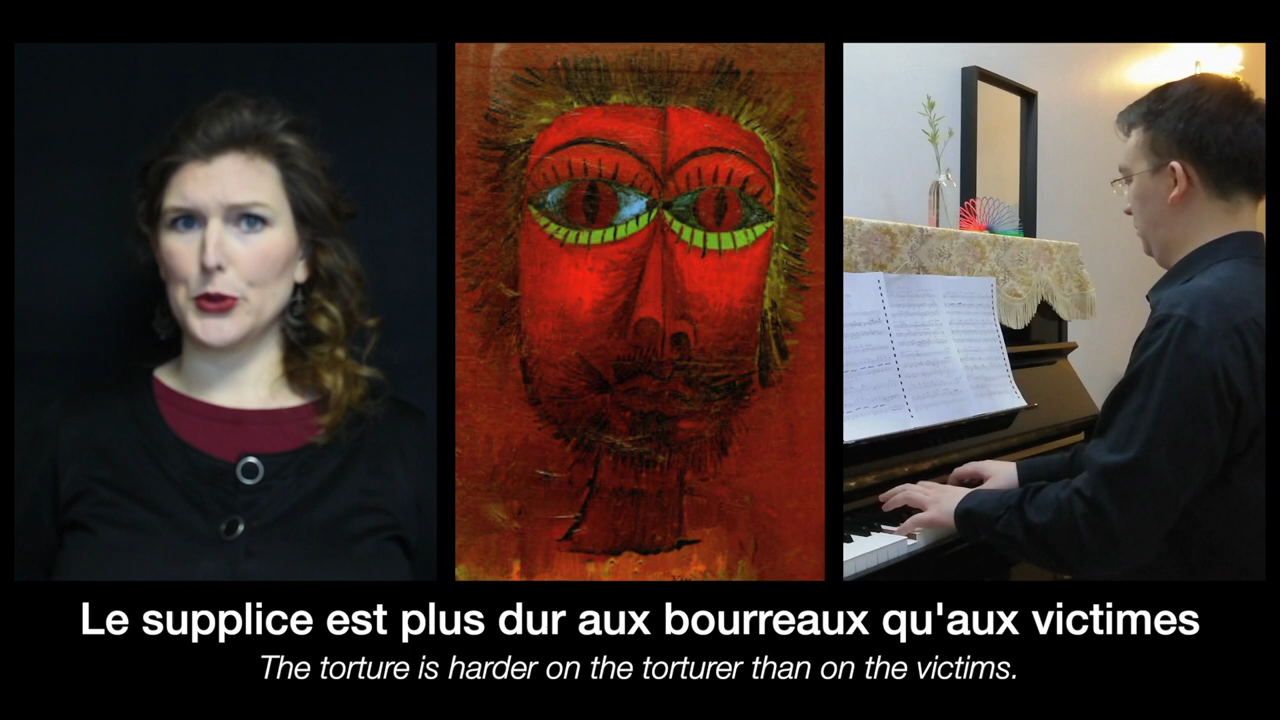 Le supplice est plus dur aux bourreaux qu'aux victimes
The torture is harder on the torturer than on the victims.